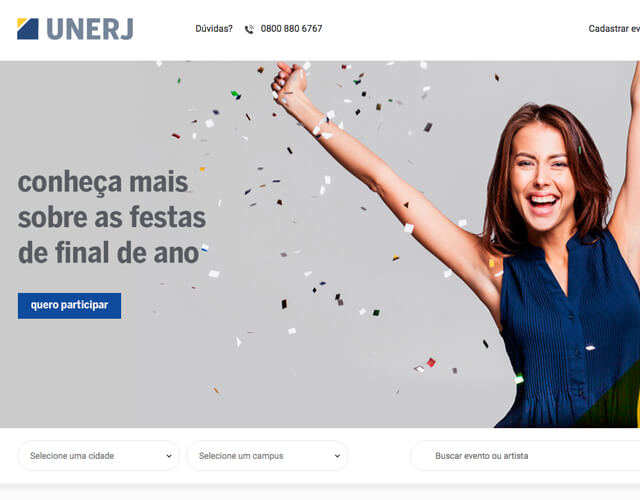 UNERJ
Dúvidas? 0800 880 6767
Cadastrar ev
conheça mais
sobre as festas
de final de ano
quero participar
Selecione uma cidade
Selecione um campus
Buscar evento ou artista